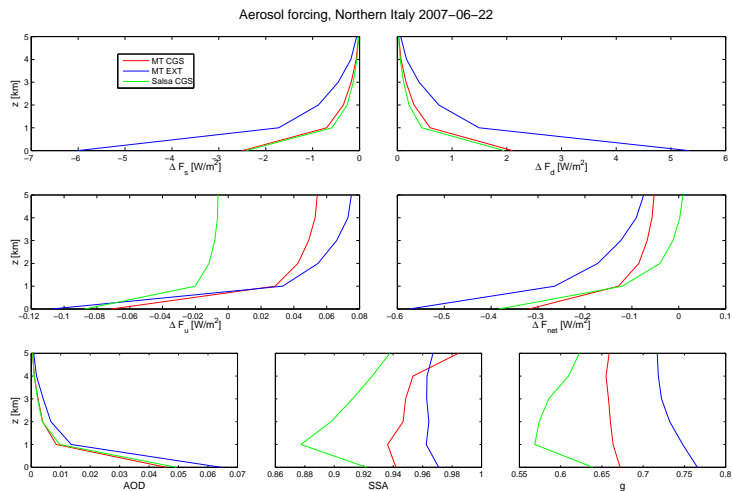 Aerosol forcing, Northern Italy 2007−06−22
5
4
3
2
1
0
z [km]
MT CGS
MT EXT
Salsa CGS
−7 −6 −5 −4 −3 −2 −1 0
Δ F_s [W/m²]
0 1 2 3 4 5 6
Δ F_d [W/m²]
5
4
3
2
1
0
z [km]
−0.12 −0.1 −0.08 −0.06 −0.04 −0.02 0 0.02 0.04 0.06 0.08
Δ F_u [W/m²]
−0.6 −0.5 −0.4 −0.3 −0.2 −0.1 0 0.1
Δ F_net [W/m²]
5
4
3
2
1
0
z [km]
0 0.01 0.02 0.03 0.04 0.05 0.06 0.07
AOD
0.86 0.88 0.9 0.92 0.94 0.96 0.98 1
SSA
0.55 0.6 0.65 0.7 0.75 0.8
g